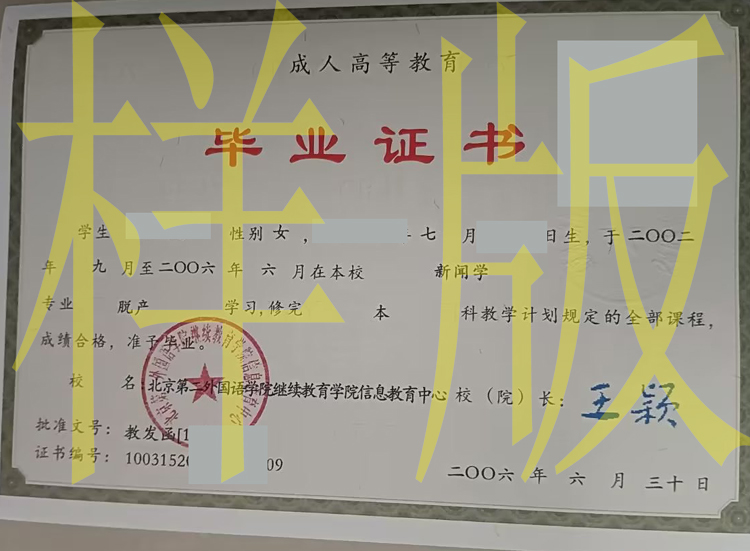 样版
成人高等教育
毕业证书
学生 性别 女 , 七 月 日生, 于 二〇〇二
年 九 月至 二〇〇六 年 六 月在本校 新闻学
专业 脱产 学习, 修完 本 科教学计划规定的全部课程,
成绩合格, 准予毕业。
校 名: 北京第二外国语学院继续教育学院信息教育中心 校 (院) 长: 王颖
批准文号: 教发函[1
证书编号: 10031520 09
二〇〇六 年 六 月 三十 日